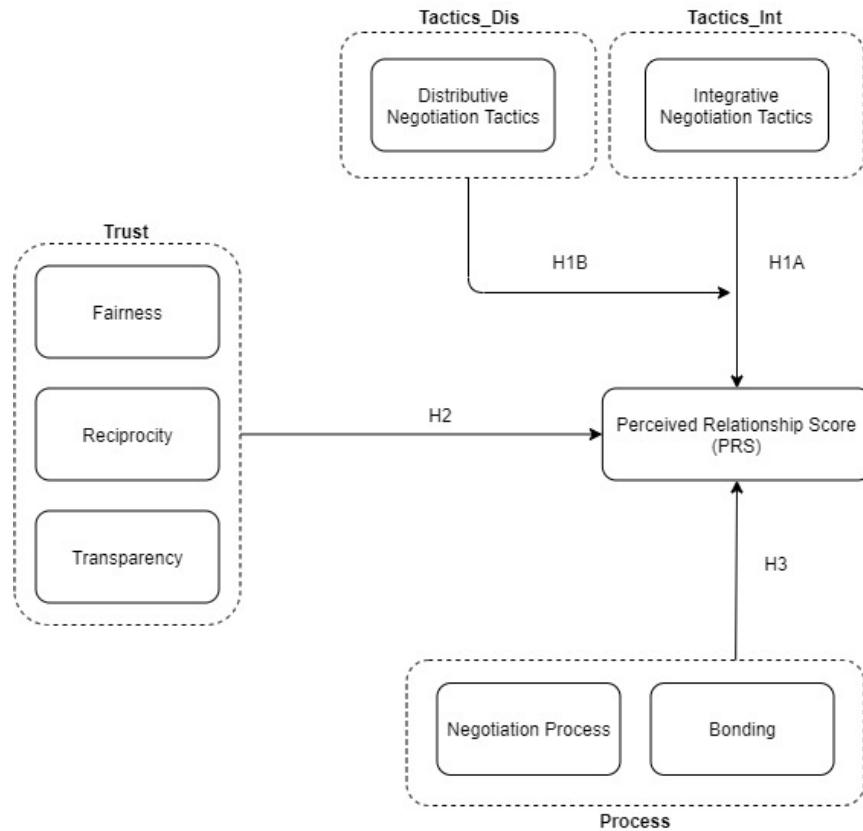 Tactics_Dis
Tactics_Int
Distributive
Negotiation Tactics
Integrative
Negotiation Tactics
Trust
H1B
H1A
Fairness
Reciprocity
H2
Perceived Relationship Score
(PRS)
Transparency
H3
Negotiation Process
Bonding
Process